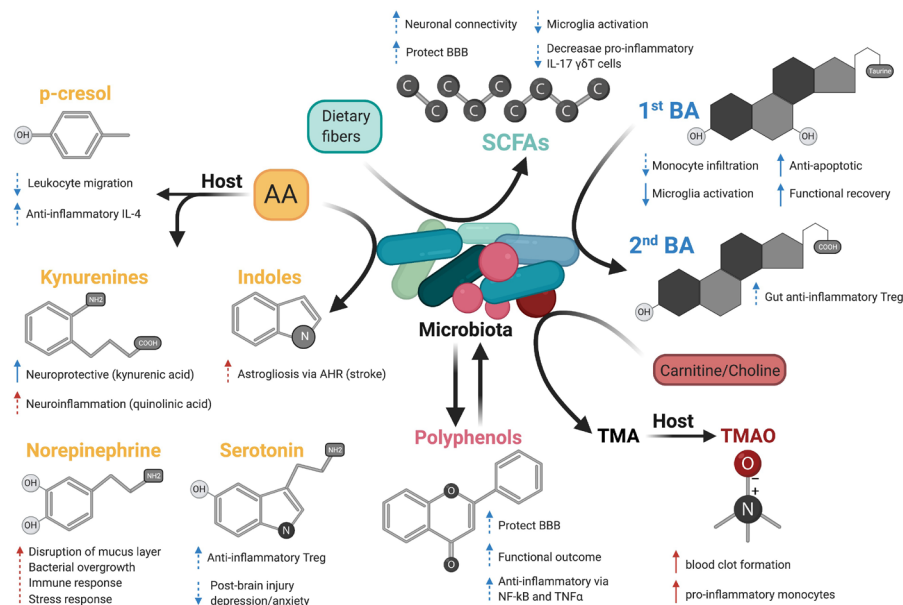 Neuronal connectivity
Protect BBB
Microglia activation
Decreasae pro-inflammatory
IL-17 γδT cells
C C C C C C C C C
SCFAs
Dietary
fibers
p-cresol
OH
Leukocyte migration
Anti-inflammatory IL-4
Host
AA
1st BA
Taurine
OH
OH
Monocyte infiltration
Microglia activation
Anti-apoptotic
Functional recovery
2nd BA
COOH
OH
Gut anti-inflammatory Treg
Kynurenines
NH2
COOH
Neuroprotective (kynurenic acid)
Neuroinflammation (quinolinic acid)
Indoles
N
Astrogliosis via AHR (stroke)
Microbiota
Carnitine/Choline
TMA
Host
TMAO
O
−
+
N
blood clot formation
pro-inflammatory monocytes
Norepinephrine
OH
OH
NH2
Disruption of mucus layer
Bacterial overgrowth
Immune response
Stress response
Serotonin
NH2
OH
N
Anti-inflammatory Treg
Post-brain injury
depression/anxiety
Polyphenols
O
O
Protect BBB
Functional outcome
Anti-inflammatory via
NF-kB and TNFα